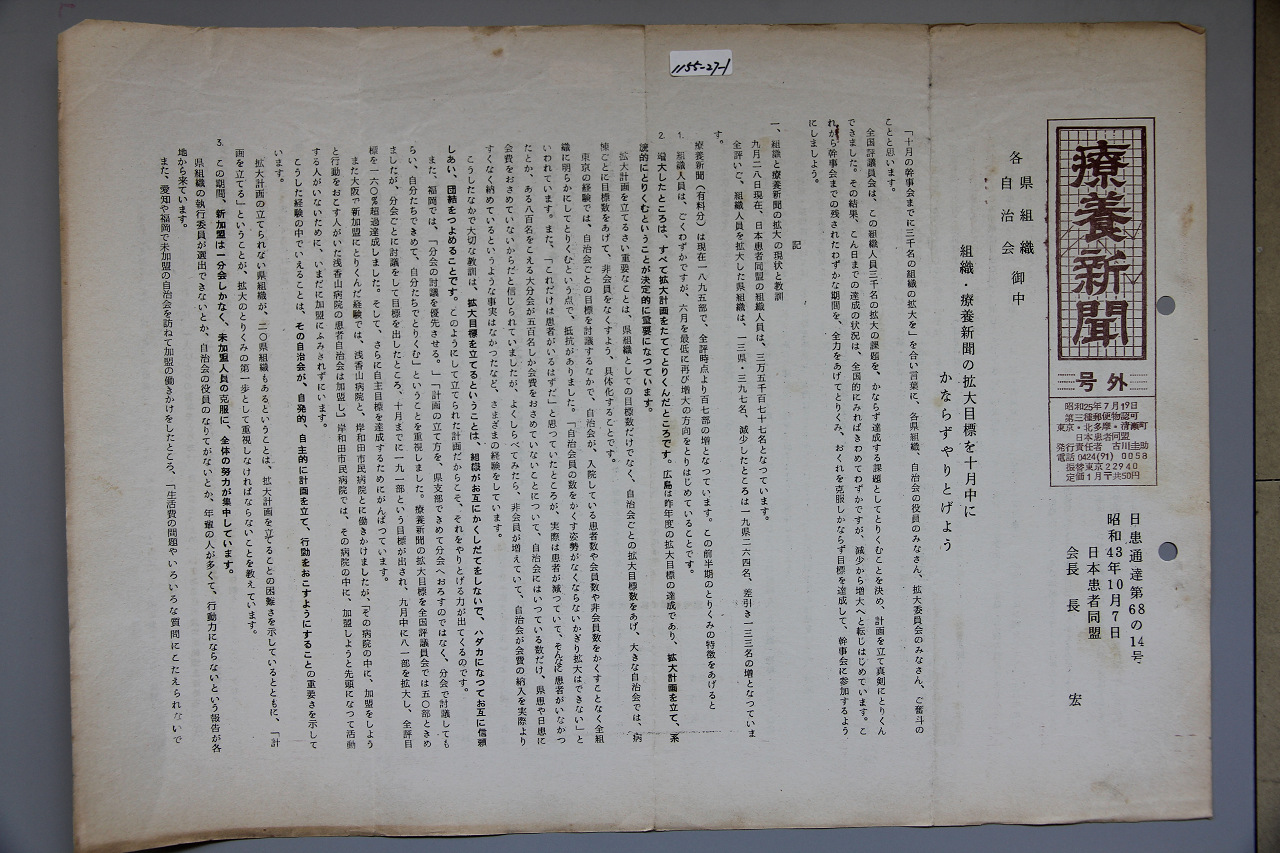 1155-27-1
療養新聞
号外
昭和25年7月19日
第三種郵便物認可
東京・北多摩・清瀬町
日本患者同盟
発行責任者 古川圭助
電話 0424(91) 0058
振替東京22940
定価1月〒共50円
日患通達第68の14号
昭和43年10月7日
日本患者同盟
会長 長 宏
県組織
各 御中
自治会
組織・療養新聞の拡大目標を十月中に
かならずやりとげよう
「十月の幹事会までに三千名の組織の拡大を」を合い言葉に、各県組織、自治会の役員のみなさん、拡大委員会のみなさん、ご奮斗の
ことと思います。
全国評議員会は、この組織人員三千名の拡大の課題を、かならず達成する課題としてとりくむことを決め、計画を立て真剣にとりくん
できました。その結果、こん日までの達成の状況は、全国的にみればきわめてわずかですが、減少から増大へと転じはじめています。こ
れから幹事会までの残されたわずかな期間を、全力をあげてとりくみ、おくれを克服しかならず目標を達成して、幹事会に参加するよう
にしましょう。
記
一、組織と療養新聞の拡大の現状と教訓
九月二八日現在、日本患者同盟の組織人員は、三万五千百七十七名となつています。
全評いご、組織人員を拡大した県組織は、一三県・三九七名、減少したところは一九県二六四名、差引き一三三名の増となつていま
す。
療養新聞(有料分)は現在一八九五部で、全評時点より百七部の増となつています。この前半期のとりくみの特徴をあげると
1. 組織人員は、ごくわずかですが、六月を最低に再び増大の方向をとりはじめていることです。
2. 増大したところは、すべて拡大計画をたててとりくんだところです。広島は昨年度の拡大目標の達成であり、拡大計画を立て、系
統的にとりくむということが決定的に重要になつています。
拡大計画を立てるさい重要なことは、県組織としての目標数だけでなく、自治会ごとの拡大目標数をあげ、大きな自治会では、病
棟ごとに目標数をあげて、非会員をなくすよう、具体化することです。
東京の経験では、自治会ごとの目標を討議するなかで、自治会が、入院している患者数や会員数や非会員数をかくすことなく全組
織に明らかにしてとりくむという点で、抵抗がありました。「自治会員の数をかくす姿勢がなくならないかぎり拡大はできない」と
いわれています。また、「これだけは患者がいるはずだ」と思つていたところが、実際は患者が減つていて、そんなに患者がいなかつ
たとか、ある八百名をこえる大分会が五百名しか会費をおさめていないことについて、自治会にはいつている数だけ、県患や日患に
会費をおさめていないからだと信じられていましたが、よくしらべてみたら、非会員が増えていて、自治会が会費の納入を実際より
すくなく納めているというような事実はなかつたなど、さまざまの経験をしています。
こうしたなかで大切な教訓は、拡大目標を立てるということは、組織がお互にかくしだてをしないで、ハダカになつてお互に信頼
しあい、団結をつよめることです。このようにして立てられた計画だからこそ、それをやりとげる力が出てくるのです。
また、福岡では、「分会の討議を優先させる。」「計画の立て方を、県支部できめて分会へおろすのではなく、分会で討議しても
らい、自分たちできめて、自分たちでとりくむ」ということを重視しました。療養新聞の拡大目標を全国評議員会では五〇部ときめ
ましたが、分会ごとに討議をして目標を出したところ、十月までに一九一部という目標が出され、九月中に八一部を拡大し、全評目
標を一六〇%超過達成しました。そして、さらに自主目標を達成するためにがんばつています。
また大阪で新加盟にとりくんだ経験では、浅香山病院と、岸和田市民病院とに働きかけましたが、「その病院の中に、加盟をしよう
と行動をおこす人がいた浅香山病院の患者自治会は加盟し」岸和田市民病院では、その病院の中に、加盟しようと先頭になつて活動
する人がいないために、いまだに加盟にふみきれずにいます。
こうした経験の中でいえることは、その自治会が、自発的、自主的に計画を立て、行動をおこすようにすることの重要さを示して
います。
拡大計画の立てられない県組織が、二〇県組織もあるということは、拡大計画を立てることの困難さを示しているとともに、「計
画を立てる」ということが、拡大のとりくみの第一歩として重視しなければならないことを教えています。
3. この期間、新加盟は一分会しかなく、未加盟人員の克服に、全体の努力が集中しています。
県組織の執行委員が選出できないとか、自治会の役員のなりてがないとか、年輩の人が多くて、行動力にならないという報告が各
地から来ています。
また、愛知や福岡で未加盟の自治会を訪ねて加盟の働きかけをしたところ、「生活費の問題やいろいろな質問にこたえられないで